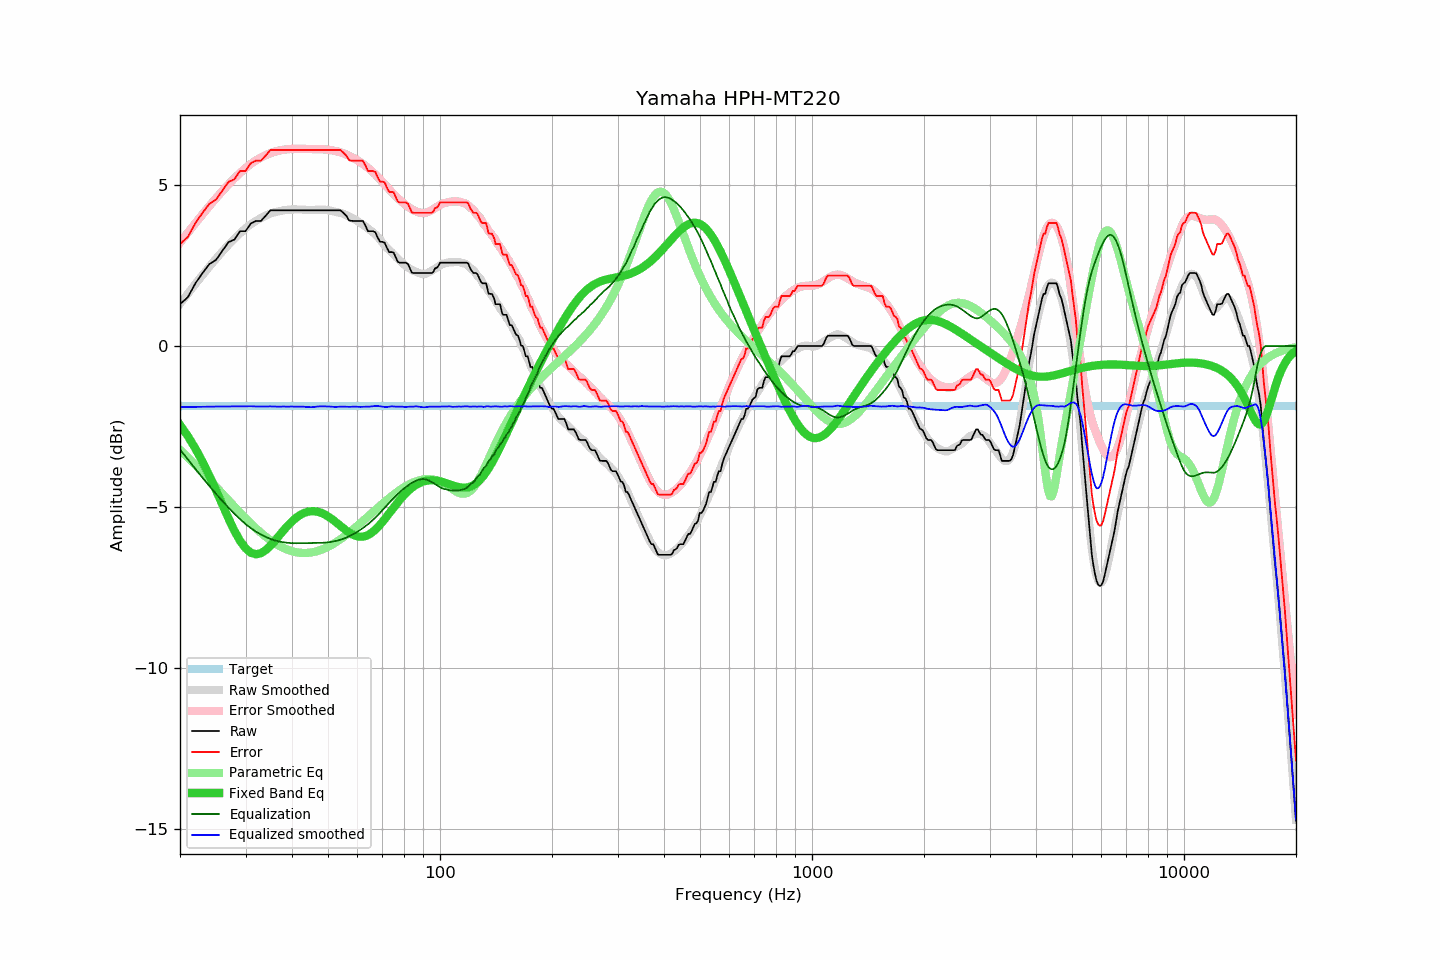 Yamaha HPH-MT220
Amplitude (dBr)
5
0
−5
−10
−15
Target
Raw Smoothed
Error Smoothed
Raw
Error
Parametric Eq
Fixed Band Eq
Equalization
Equalized smoothed
100
1000
10000
Frequency (Hz)